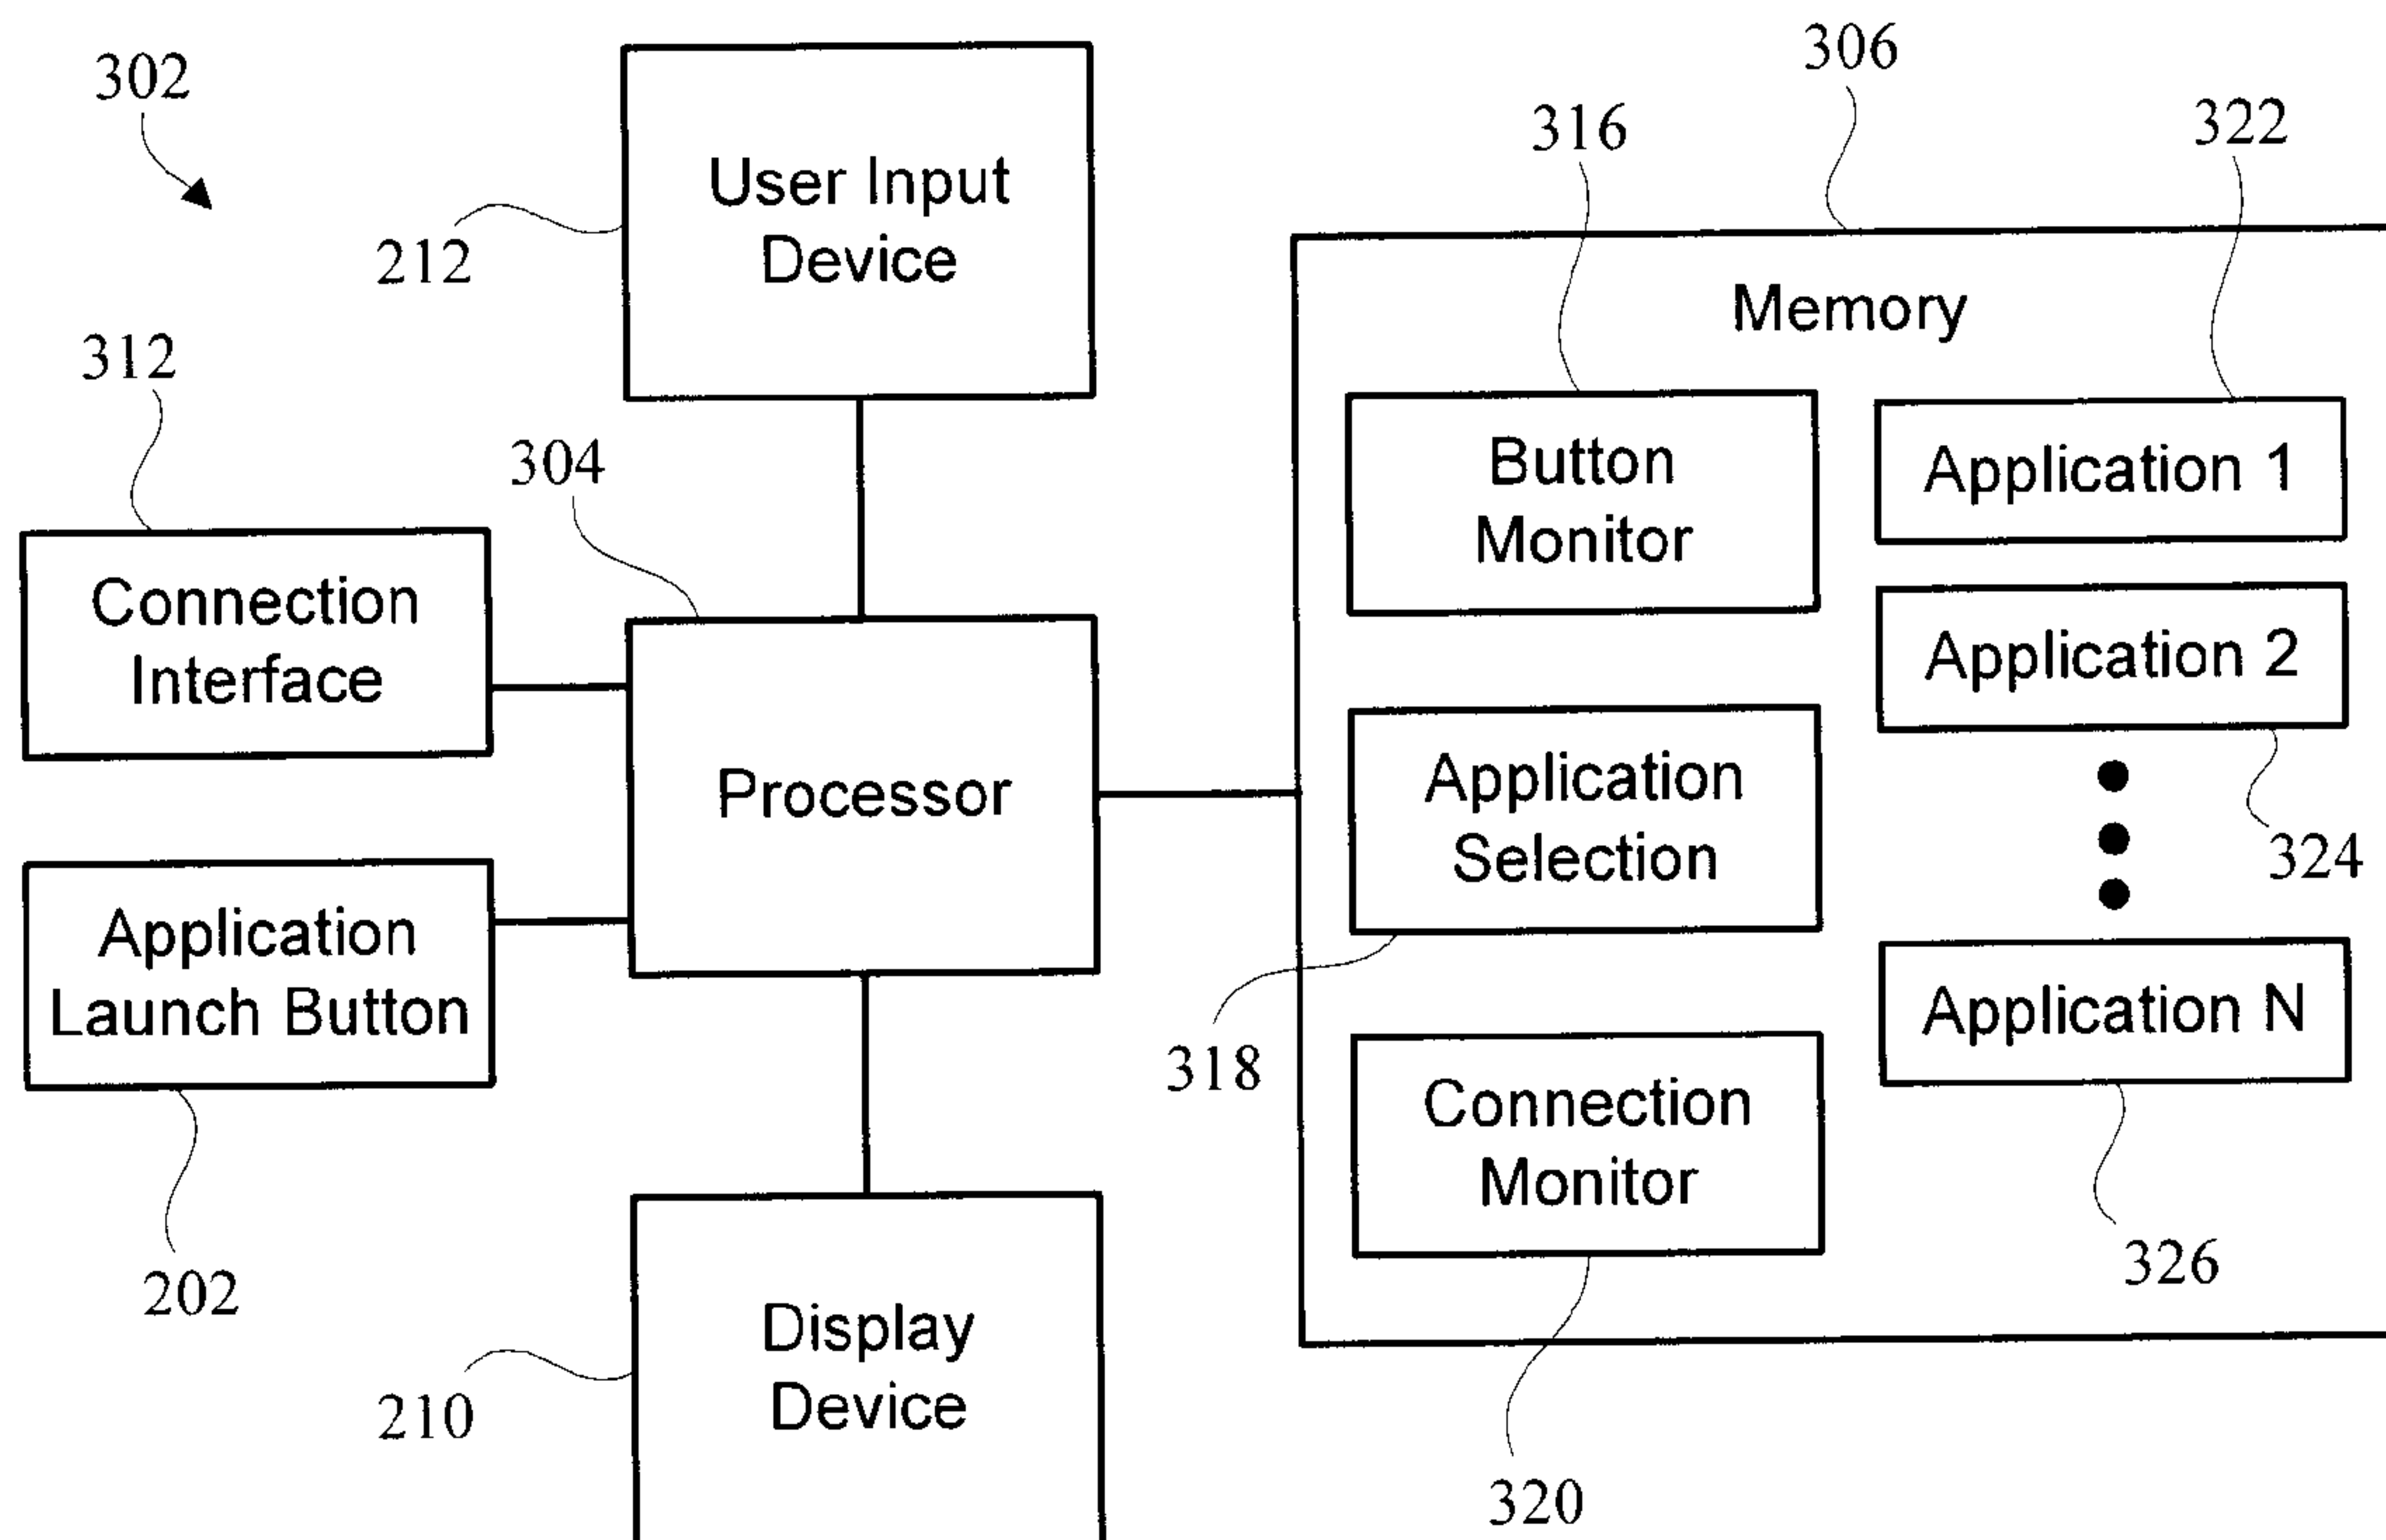 302
User Input
Device
212
306
316
322
Memory
312
Connection
Interface
304
Button
Monitor
Application 1
Application 2
324
Processor
Application
Selection
318
Application
Launch Button
202
Application N
326
Connection
Monitor
320
Display
Device
210